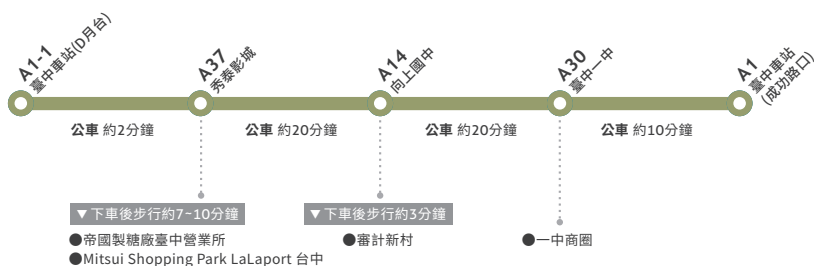 A1-1
臺中車站(D月台)
A37
秀泰影城
A14
向上國中
A30
臺中一中
A1
臺中車站
(成功路口)
公車 約2分鐘
公車 約20分鐘
公車 約20分鐘
公車 約10分鐘
▼下車後步行約7-10分鐘
▼下車後步行約3分鐘
●帝國製糖廠臺中營業所
●審計新村
●一中商圈
●Mitsui Shopping Park LaLaport 台中